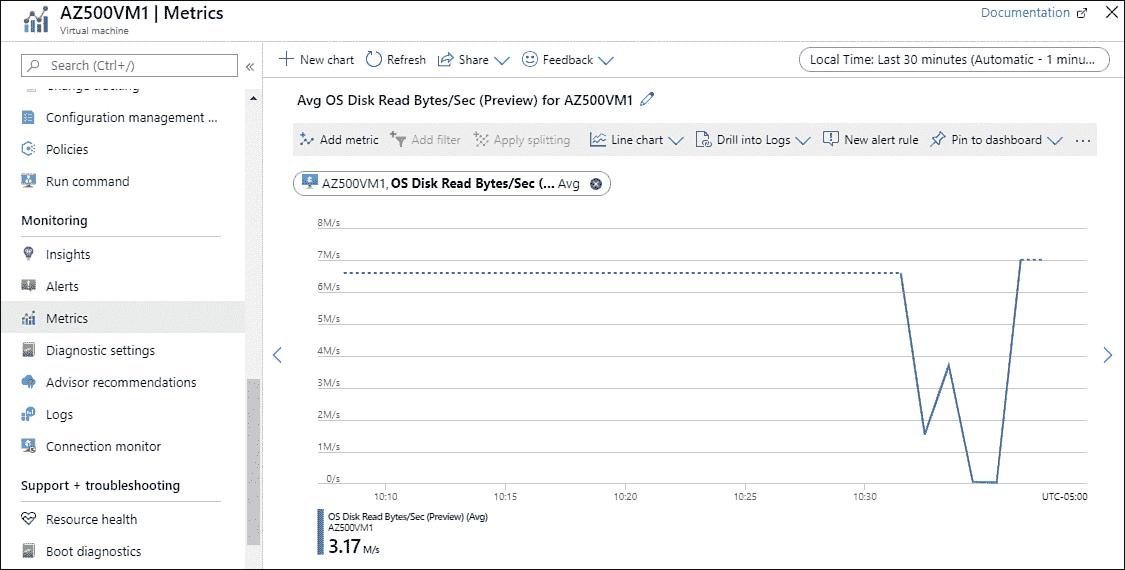 AZ500VM1 | Metrics
Virtual machine
Documentation
Search (Ctrl+/)
«
Change tracking
Configuration management ...
Policies
Run command
Monitoring
Insights
Alerts
Metrics
Diagnostic settings
Advisor recommendations
Logs
Connection monitor
Support + troubleshooting
Resource health
Boot diagnostics
New chart
Refresh
Share
Feedback
Local Time: Last 30 minutes (Automatic - 1 minu...
Avg OS Disk Read Bytes/Sec (Preview) for AZ500VM1
Add metric
Add filter
Apply splitting
Line chart
Drill into Logs
New alert rule
Pin to dashboard
...
AZ500VM1, OS Disk Read Bytes/Sec (... Avg
8M/s
7M/s
6M/s
5M/s
4M/s
3M/s
2M/s
1M/s
0/s
10:10 10:15 10:20 10:25 10:30 UTC-05:00
OS Disk Read Bytes/Sec (Preview) (Avg)
AZ500VM1
3.17 M/s